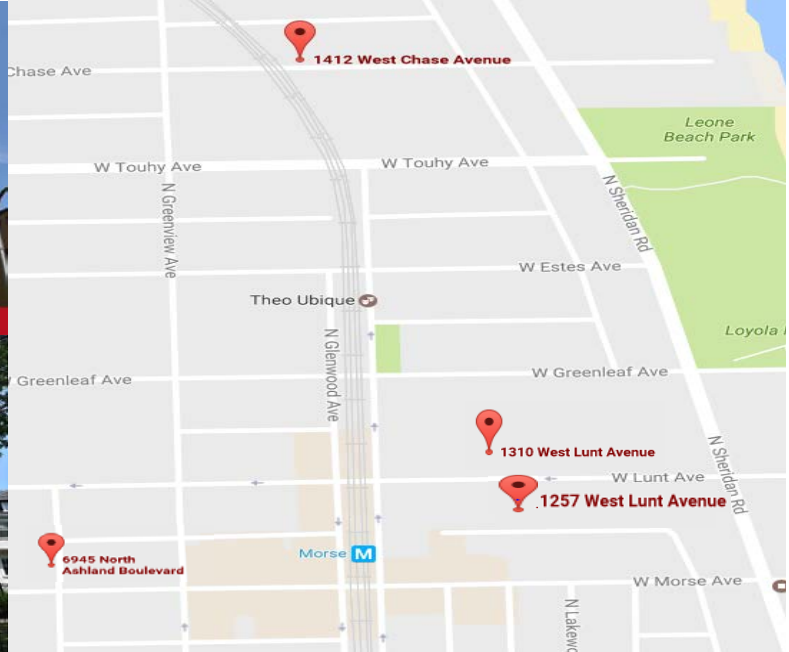 1412 West Chase Avenue
Chase Ave
Leone
Beach Park
W Touhy Ave
W Touhy Ave
N Greenview Ave
N Sheridan Rd
W Estes Ave
Theo Ubique
Loyola
N Glenwood Ave
W Greenleaf Ave
Greenleaf Ave
1310 West Lunt Avenue
N Sheridan Rd
W Lunt Ave
1257 West Lunt Avenue
6945 North
Ashland Boulevard
Morse M
W Morse Ave
N Lakewo